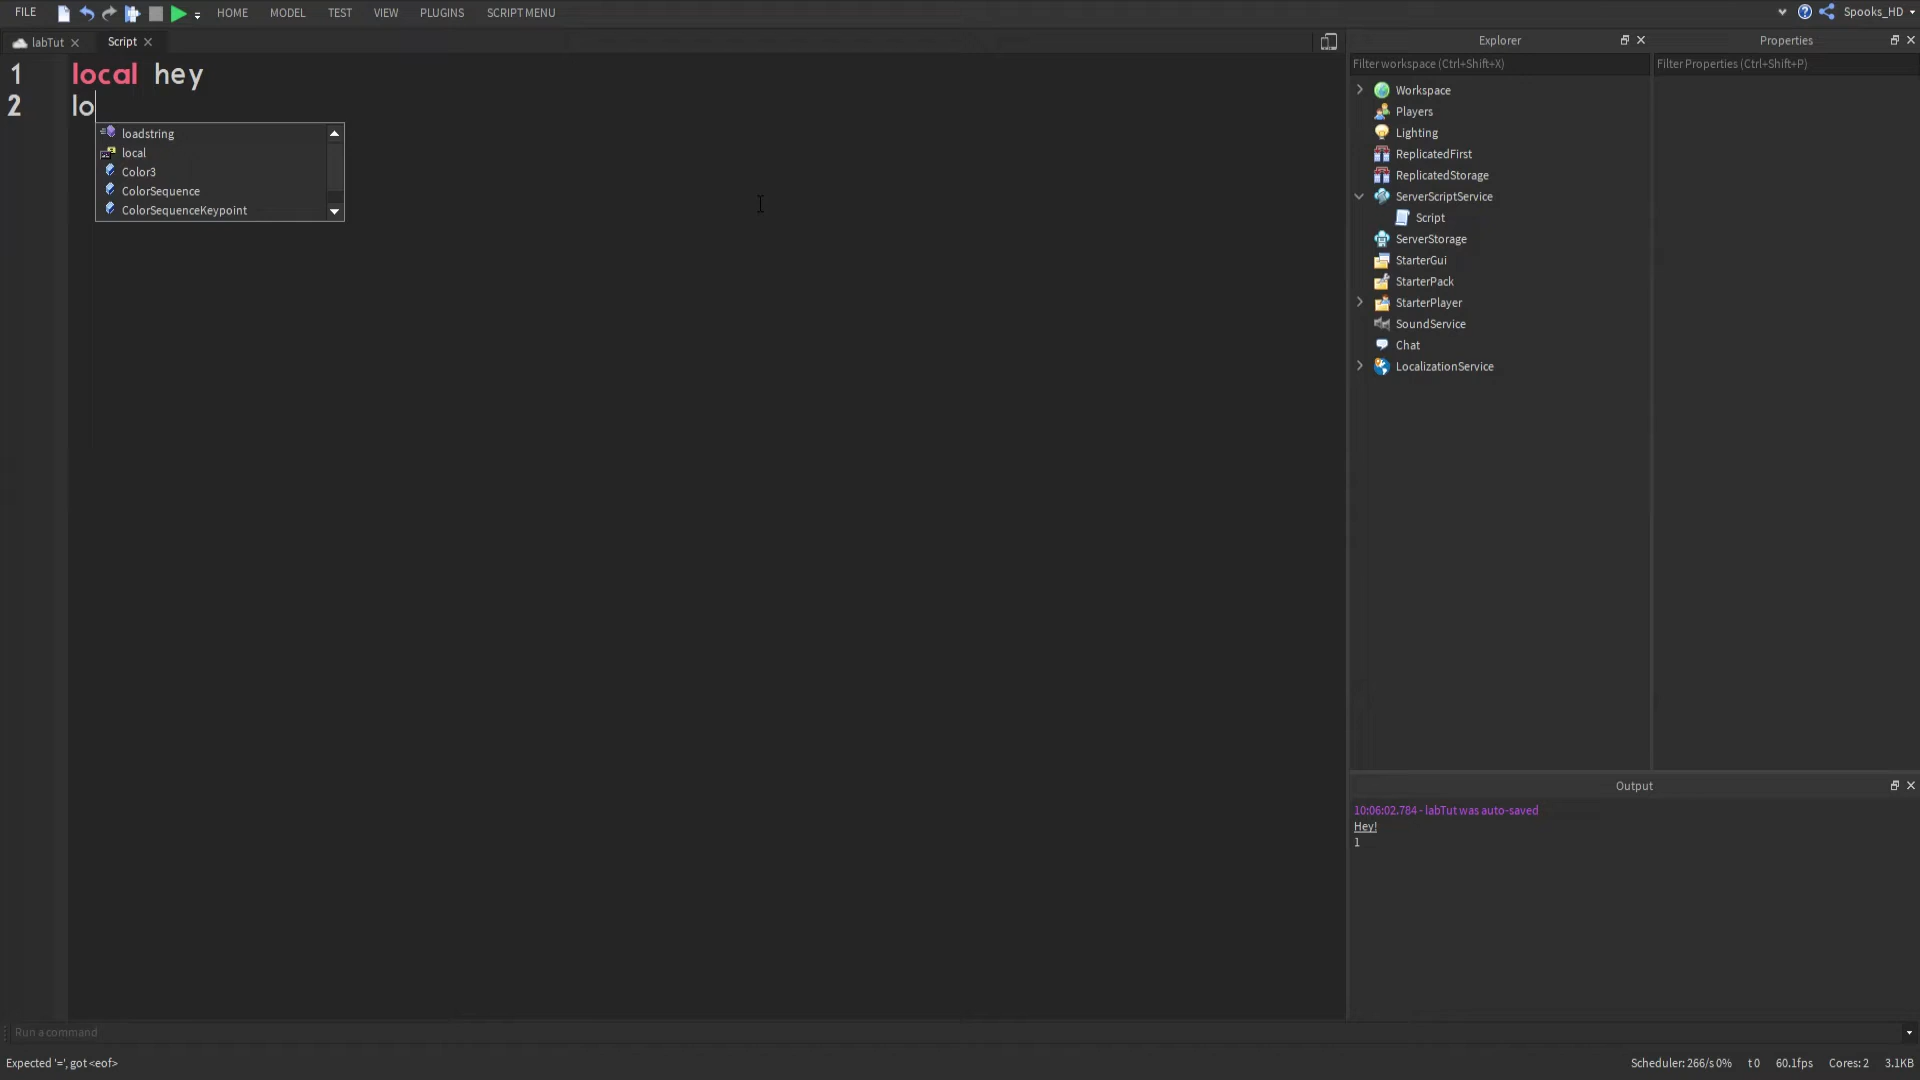 FILE HOME MODEL TEST VIEW PLUGINS SCRIPT MENU Spooks_HD
labTut Script
1 local hey
2 lo
loadstring
local
Color3
ColorSequence
ColorSequenceKeypoint
Explorer
Filter workspace (Ctrl+Shift+X)
Workspace
Players
Lighting
ReplicatedFirst
ReplicatedStorage
ServerScriptService
Script
ServerStorage
StarterGui
StarterPack
StarterPlayer
SoundService
Chat
LocalizationService
Properties
Filter Properties (Ctrl+Shift+P)
Output
10:06:02.784 - labTut was auto-saved
Hey!
1
Run a command
Expected '=', got <eof>
Scheduler: 266/s 0% t 0 60.1fps Cores: 2 3.1KB